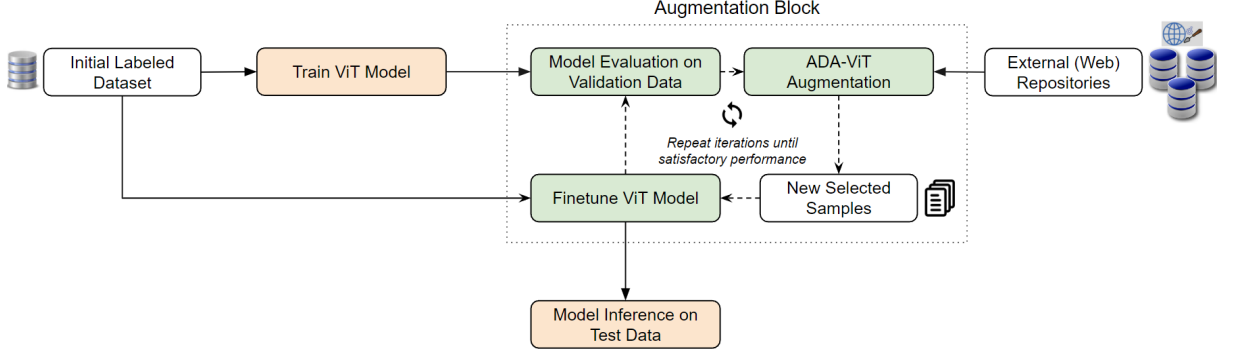 Augmentation Block
Initial Labeled
Dataset
Train ViT Model
Model Evaluation on
Validation Data
ADA-ViT
Augmentation
External (Web)
Repositories
Repeat iterations until
satisfactory performance
Finetune ViT Model
New Selected
Samples
Model Inference on
Test Data